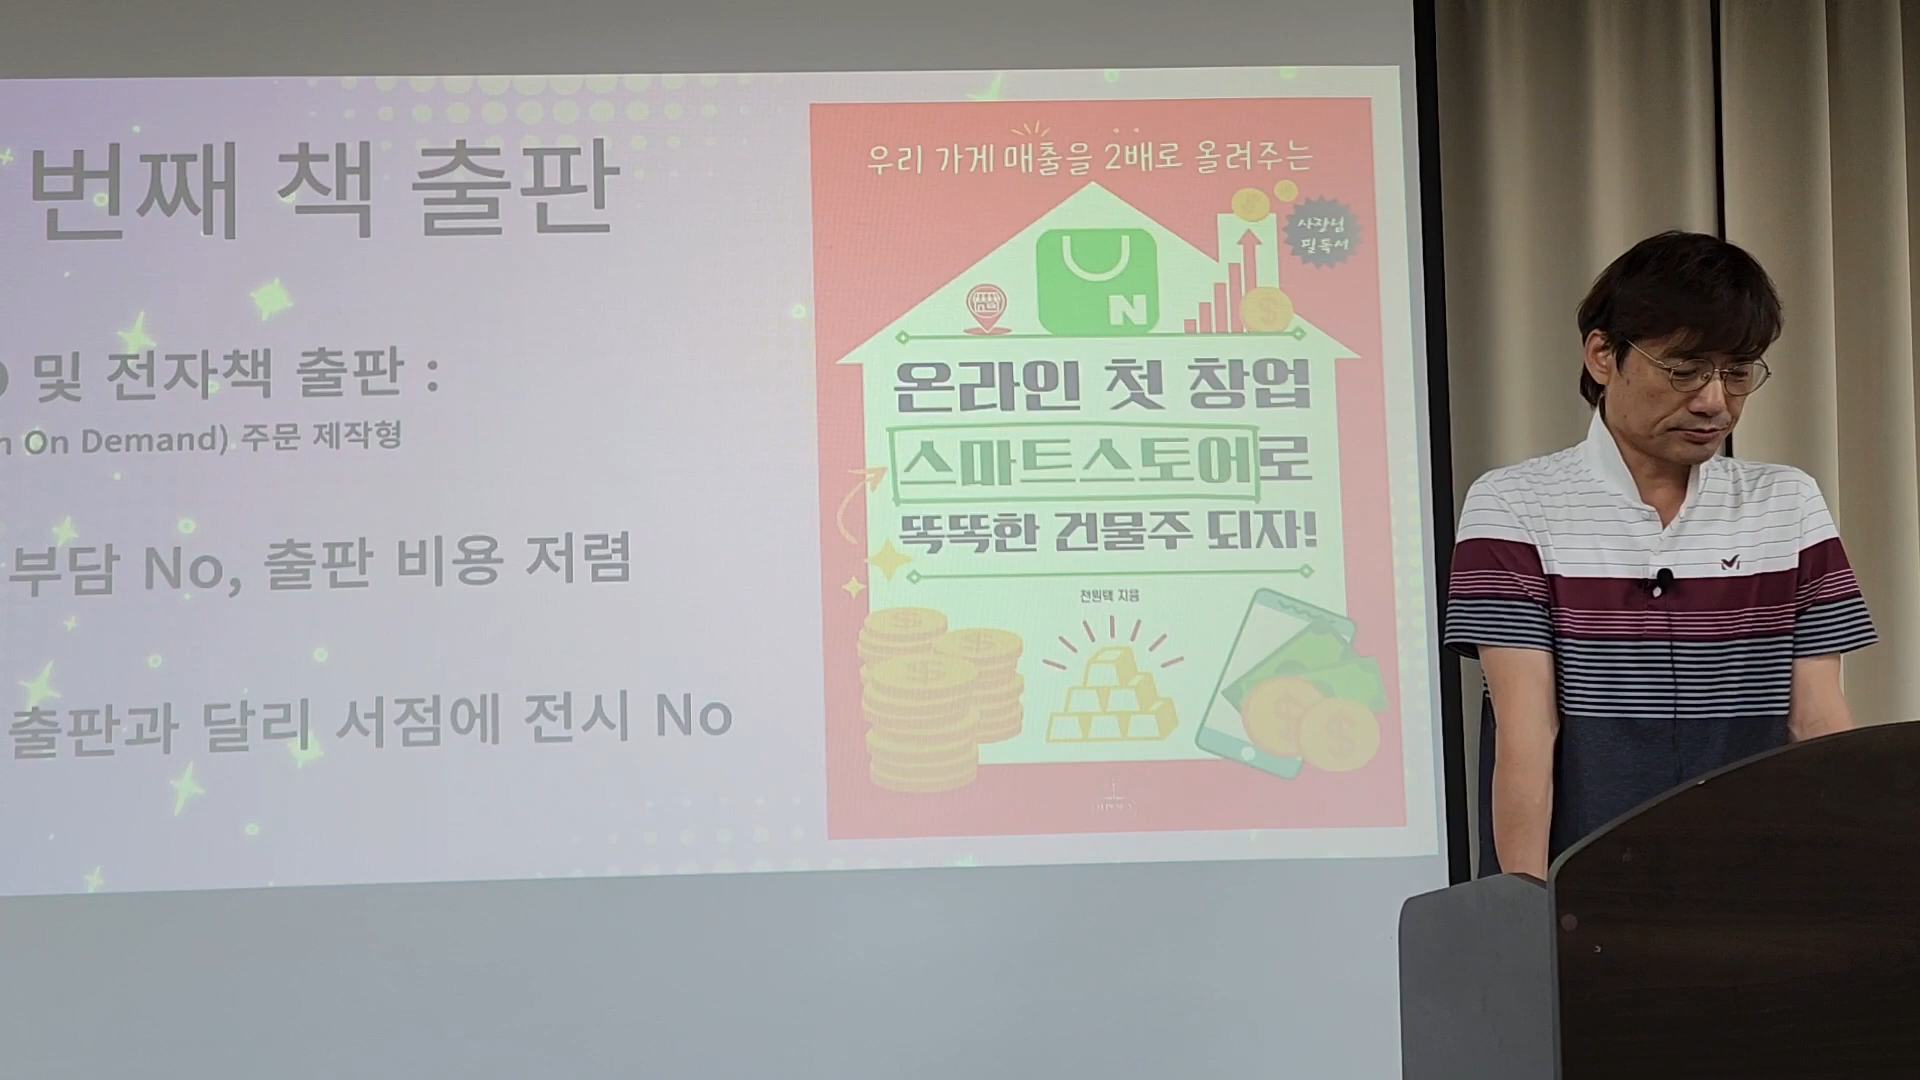 번째 책 출판
및 전자책 출판 :
On Demand) 주문 제작형
부담 No, 출판 비용 저렴
출판과 달리 서점에 전시 No
우리 가게 매출을 2배로 올려주는
사장님
필독서
N
온라인 첫 창업
스마트스토어로
똑똑한 건물주 되자!
전원택 지음